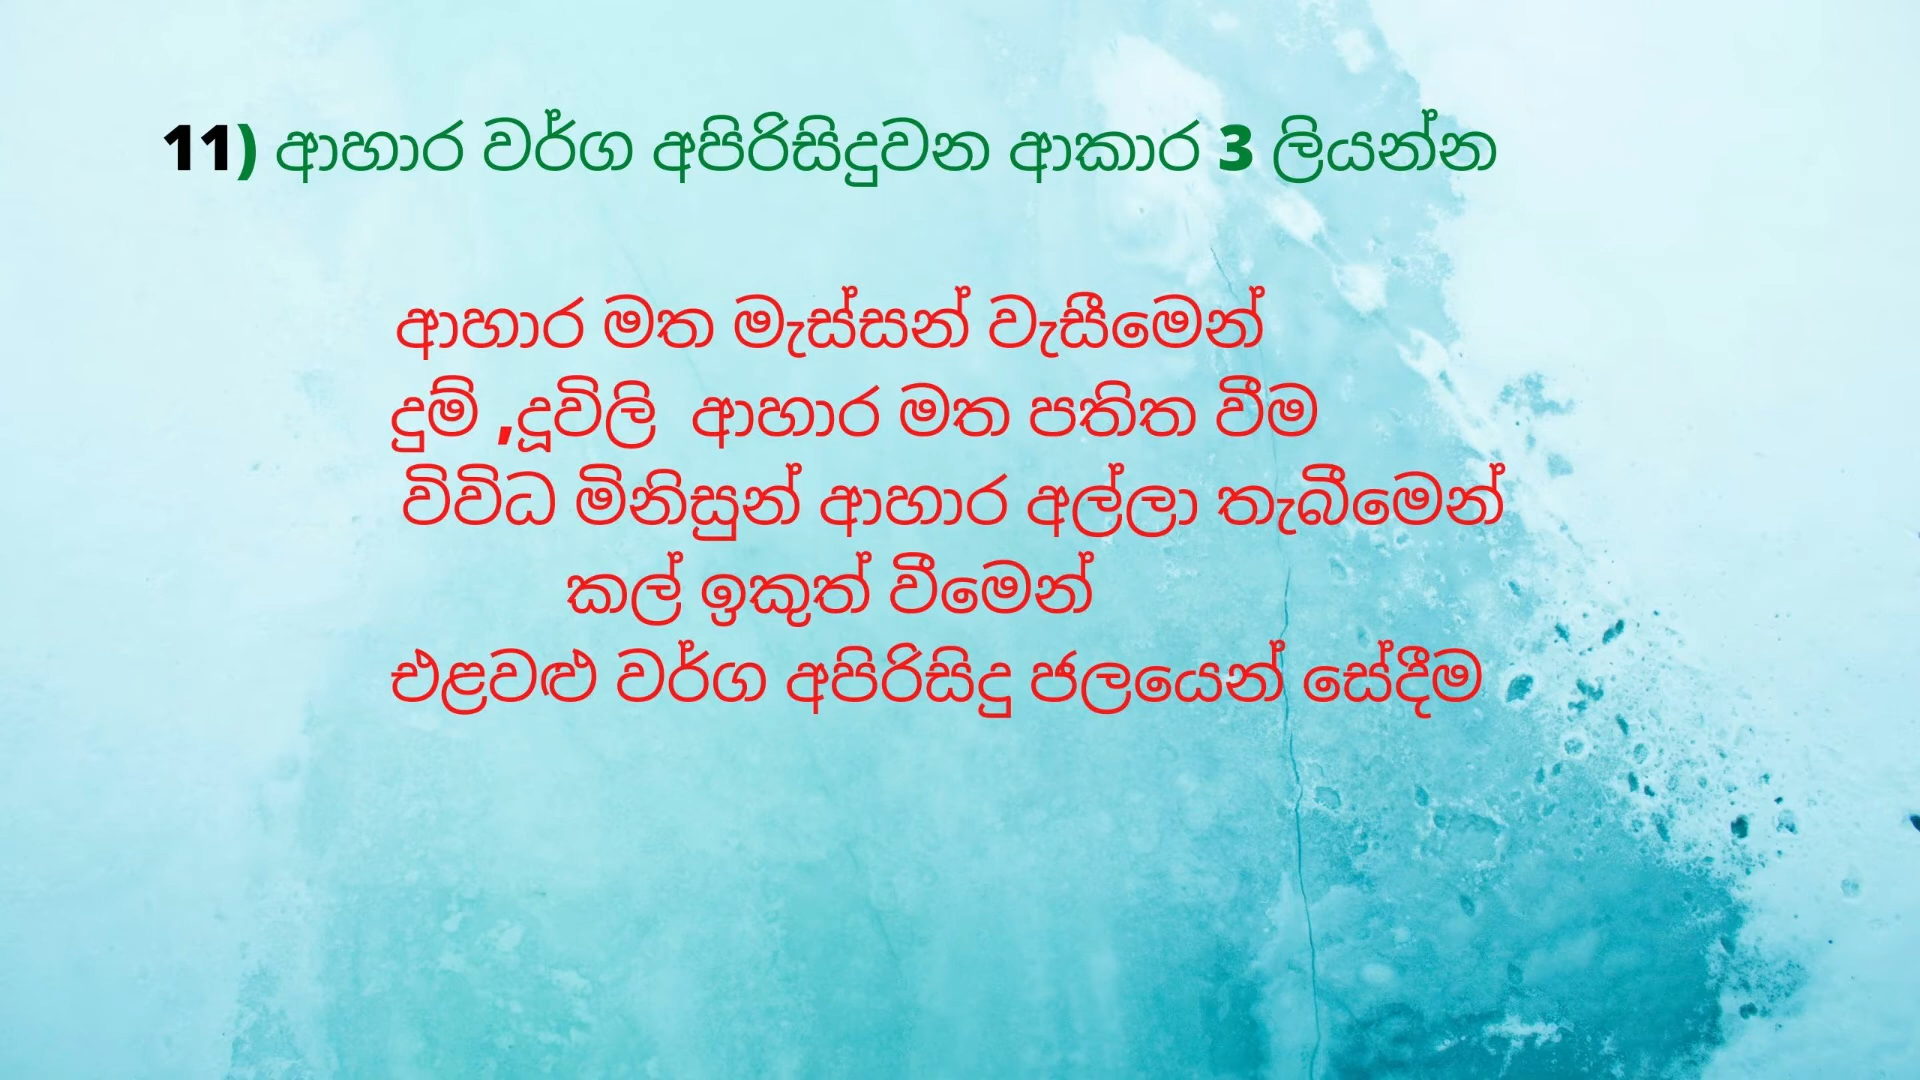 11) ආහාර වර්ග අපිරිසිදුවන ආකාර 3 ලියන්න
ආහාර මත මැස්සන් වැසීමෙන්
දුම් ,දූවිලි ආහාර මත පතිත වීම
විවිධ මිනිසුන් ආහාර අල්ලා තැබීමෙන්
කල් ඉකුත් වීමෙන්
එළවළු වර්ග අපිරිසිදු ජලයෙන් සේදීම